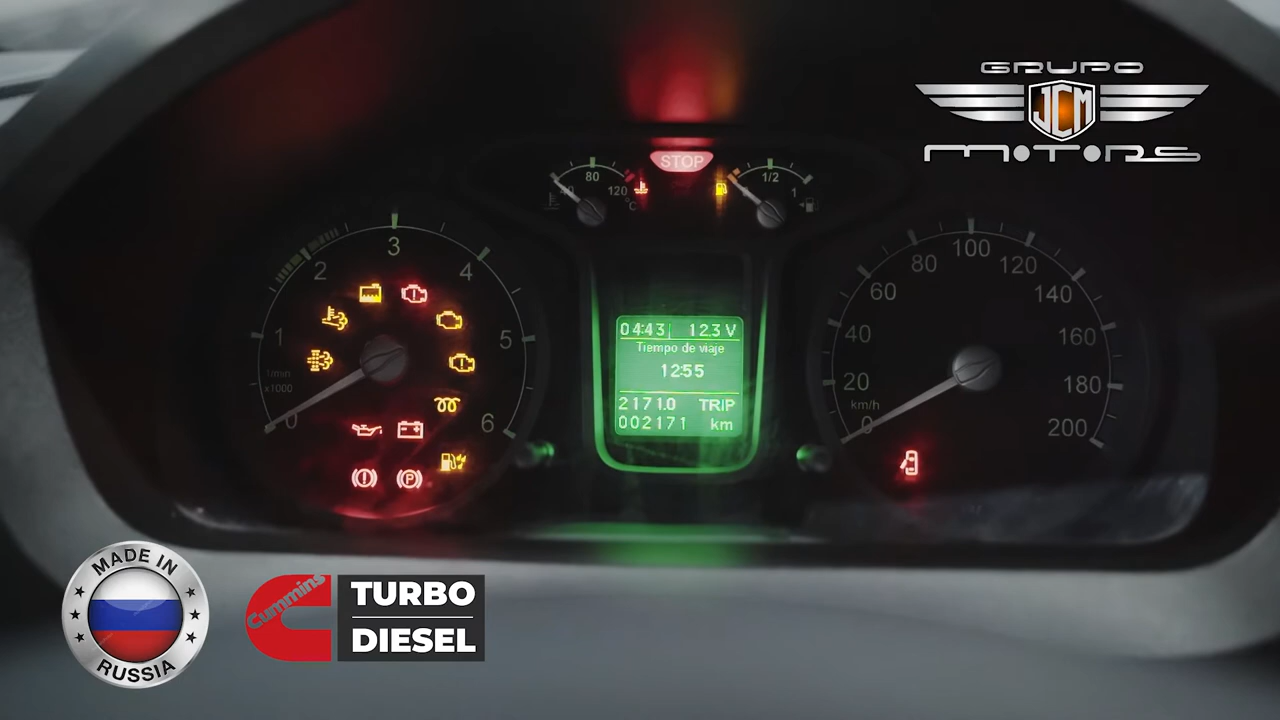 GRUPO
JCM
MOTORS
STOP
80
120
°C
1/2
1
1
2
3
4
5
6
0
1/min
x1000
04:43 12.3 V
Tiempo de viaje
12:55
2171.0 TRIP
002171 km
0
20
40
60
80
100
120
140
160
180
200
km/h
P
MADE IN
RUSSIA
Cummins
TURBO
DIESEL